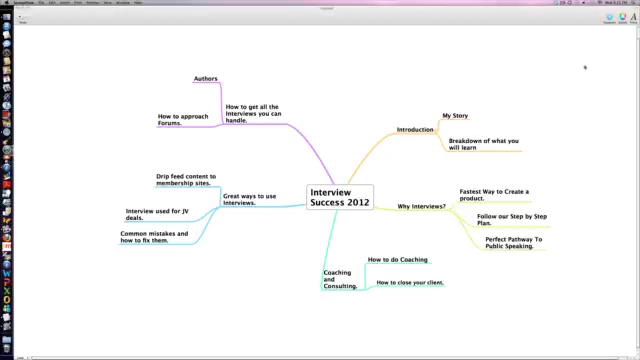 Authors
How to get all the
Interviews you can
handle.
How to approach
Forums.
My Story
Introduction
Breakdown of what you
will learn
Drip feed content to
membership sites.
Great ways to use
Interviews.
Interview used for JV
deals.
Common mistakes and
how to fix them.
Interview
Success 2012
Fastest Way to Create a
product.
Why Interviews?
Follow our Step by Step
Plan.
Perfect Pathway To
Public Speaking.
How to do Coaching
Coaching
and
Consulting.
How to close your client.